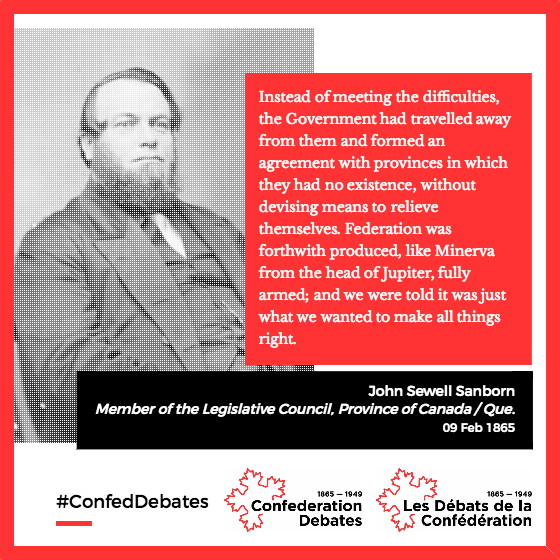 Instead of meeting the difficulties,
the Government had travelled away
from them and formed an
agreement with provinces in which
they had no existence, without
devising means to relieve
themselves. Federation was
forthwith produced, like Minerva
from the head of Jupiter, fully
armed; and we were told it was just
what we wanted to make all things
right.
John Sewell Sanborn
Member of the Legislative Council, Province of Canada / Que.
09 Feb 1865
#ConfedDebates
1865 — 1949
Confederation
Debates
1865 — 1949
Les Débats de la
Confédération